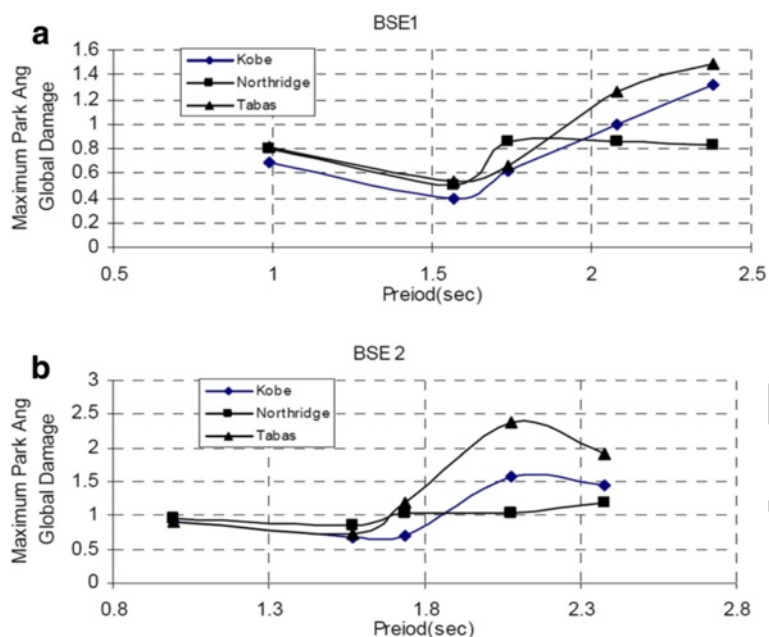 BSE1
a
Maximum Park Ang
Global Damage
1.6
1.4
1.2
1
0.8
0.6
0.4
0.2
0
Kobe
Northridge
Tabas
0.5
1
1.5
2
2.5
Preiod(sec)
BSE 2
b
Maximum Park Ang
Global Damage
3
2.5
2
1.5
1
0.5
0
Kobe
Northridge
Tabas
0.8
1.3
1.8
2.3
2.8
Preiod(sec)